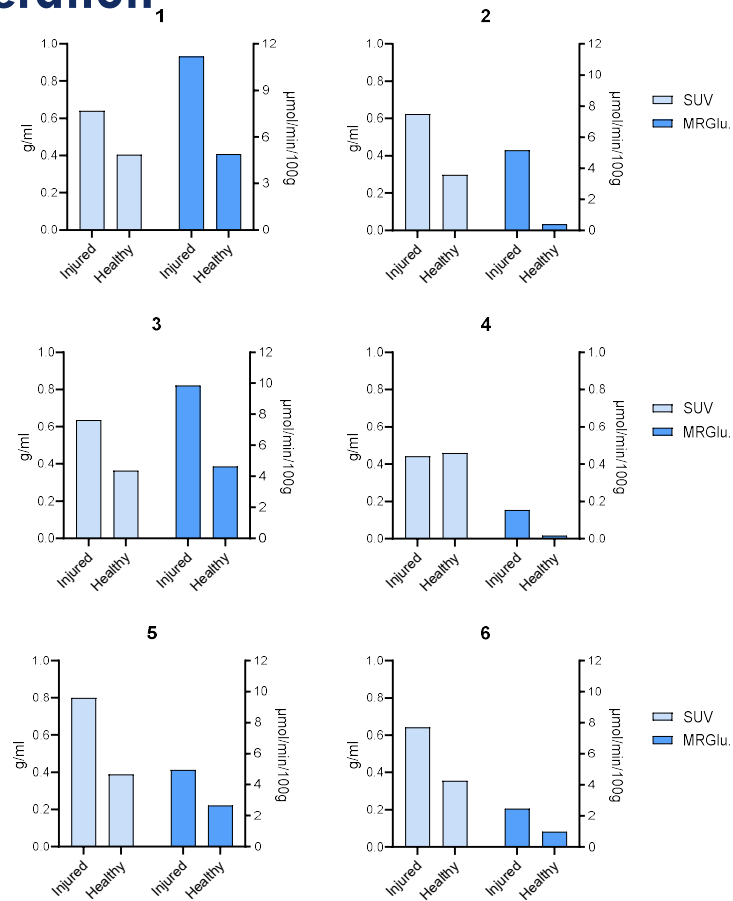 1
2
1.0
0.8
0.6
0.4
0.2
0.0
g/ml
12
9
6
3
0
µmol/min/100g
Injured
Healthy
Injured
Healthy
1.0
0.8
0.6
0.4
0.2
0.0
g/ml
12
10
8
6
4
2
0
µmol/min/100g
Injured
Healthy
Injured
Healthy
SUV
MRGlu.
3
4
1.0
0.8
0.6
0.4
0.2
0.0
g/ml
12
10
8
6
4
2
0
µmol/min/100g
Injured
Healthy
Injured
Healthy
1.0
0.8
0.6
0.4
0.2
0.0
g/ml
1.0
0.8
0.6
0.4
0.2
0.0
µmol/min/100g
Injured
Healthy
Injured
Healthy
SUV
MRGlu.
5
6
1.0
0.8
0.6
0.4
0.2
0.0
g/ml
12
10
8
6
4
2
0
µmol/min/100g
Injured
Healthy
Injured
Healthy
1.0
0.8
0.6
0.4
0.2
0.0
g/ml
12
10
8
6
4
2
0
µmol/min/100g
Injured
Healthy
Injured
Healthy
SUV
MRGlu.